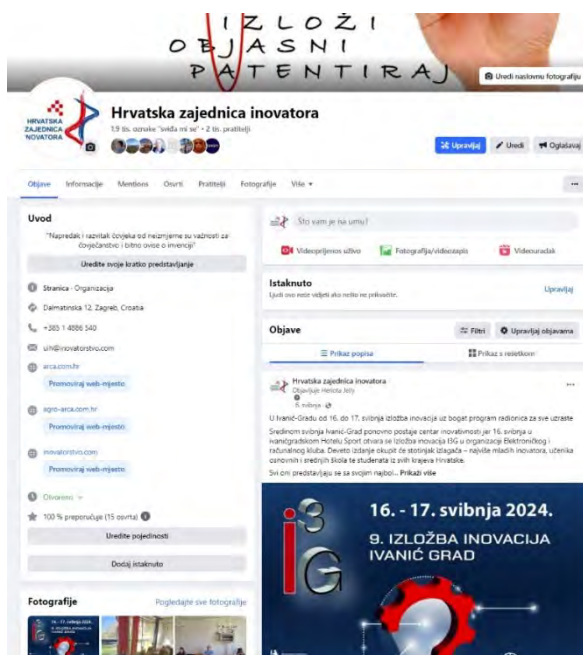 IZLOŽI
OBJASNI
PATENTIRAJ
Uredi naslovnu fotografiju
HRVATSKA
ZAJEDNICA
INOVATORA
Hrvatska zajednica inovatora
1,9 tis. oznake "sviđa mi se" • 2 tis. pratitelji
Upravljaj
Uredi
Oglašavaj
Objave
Informacije
Mentions
Osvrti
Pratitelji
Fotografije
Više
Uvod
"Napredak i razvitak čovjeka od neizmjerne su važnosti za
čovječanstvo i bitno ovise o invenciji"
Uredite svoje kratko predstavljanje
Stranica · Organizacija
Dalmatinska 12, Zagreb, Croatia
+385 1 4886 540
uih@inovatorstvo.com
arca.com.hr
Promoviraj web-mjesto
agro-arca.com.hr
Promoviraj web-mjesto
inovatorstvo.com
Promoviraj web-mjesto
Otvoreno
100 % preporučuje (15 osvrta)
Uredite pojedinosti
Dodaj istaknuto
Fotografije
Pogledajte sve fotografije
Što vam je na umu?
Videoprijenos uživo
Fotografija/videozapis
Videouradak
Istaknuto
Ljudi ovo neće vidjeti ako nešto ne prikvačite.
Upravljaj
Objave
Filtri
Upravljaj objavama
Prikaz popisa
Prikaz s rešetkom
Hrvatska zajednica inovatora
8. svibnja
U Ivanić-Gradu od 16. do 17. svibnja izložba inovacija uz bogat program radionica za sve uzraste
Sredinom svibnja Ivanić-Grad ponovno postaje centar inovativnosti jer 16. svibnja u
ivanićgradskom Hotelu Sport otvara se Izložba inovacija I3G u organizaciji Elektroničkog i
računalnog kluba. Deveto izdanje okupit će stotinjak izlagača – najviše mladih inovatora, učenika
osnovnih i srednjih škola te studenata iz svih krajeva Hrvatske.
Svi oni predstavljaju se sa svojim najbol... Prikaži više
i3G
16. - 17. svibnja 2024.
9. IZLOŽBA INOVACIJA
IVANIĆ GRAD